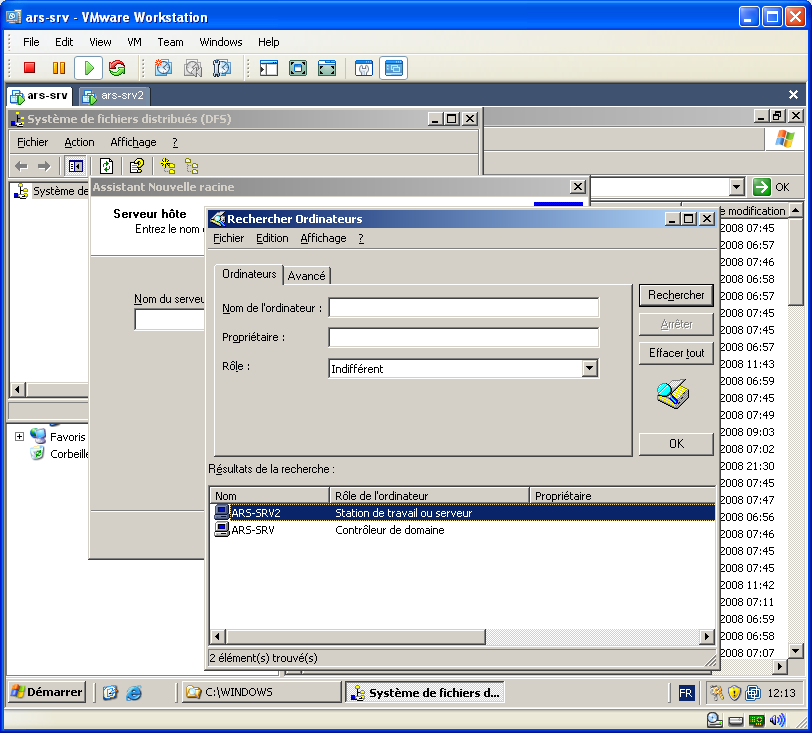 ars-srv - VMware Workstation
File Edit View VM Team Windows Help
ars-srv ars-srv2
Système de fichiers distribués (DFS)
Fichier Action Affichage ?
Système de
OK
Assistant Nouvelle racine
Serveur hôte
Entrez le nom
Nom du serveu
Rechercher Ordinateurs
Fichier Edition Affichage ?
Ordinateurs Avancé
Nom de l'ordinateur :
Propriétaire :
Rôle :
Indifférent
Rechercher
Arrêter
Effacer tout
OK
Résultats de la recherche :
Nom Rôle de l'ordinateur Propriétaire
ARS-SRV2 Station de travail ou serveur
ARS-SRV Contrôleur de domaine
2 élément(s) trouvé(s)
Favoris
Corbeille
e modification
2008 07:45
2008 06:57
2008 07:46
2008 06:58
2008 06:57
2008 07:45
2008 07:45
2008 06:57
2008 11:43
2008 06:59
2008 07:45
2008 07:49
2008 09:03
2008 07:02
2008 21:30
2008 07:45
2008 07:47
2008 06:56
2008 07:46
2008 07:45
2008 07:45
2008 11:42
2008 07:11
2008 06:59
2008 06:58
2008 07:07
Démarrer
C:\WINDOWS
Système de fichiers d...
FR
12:13